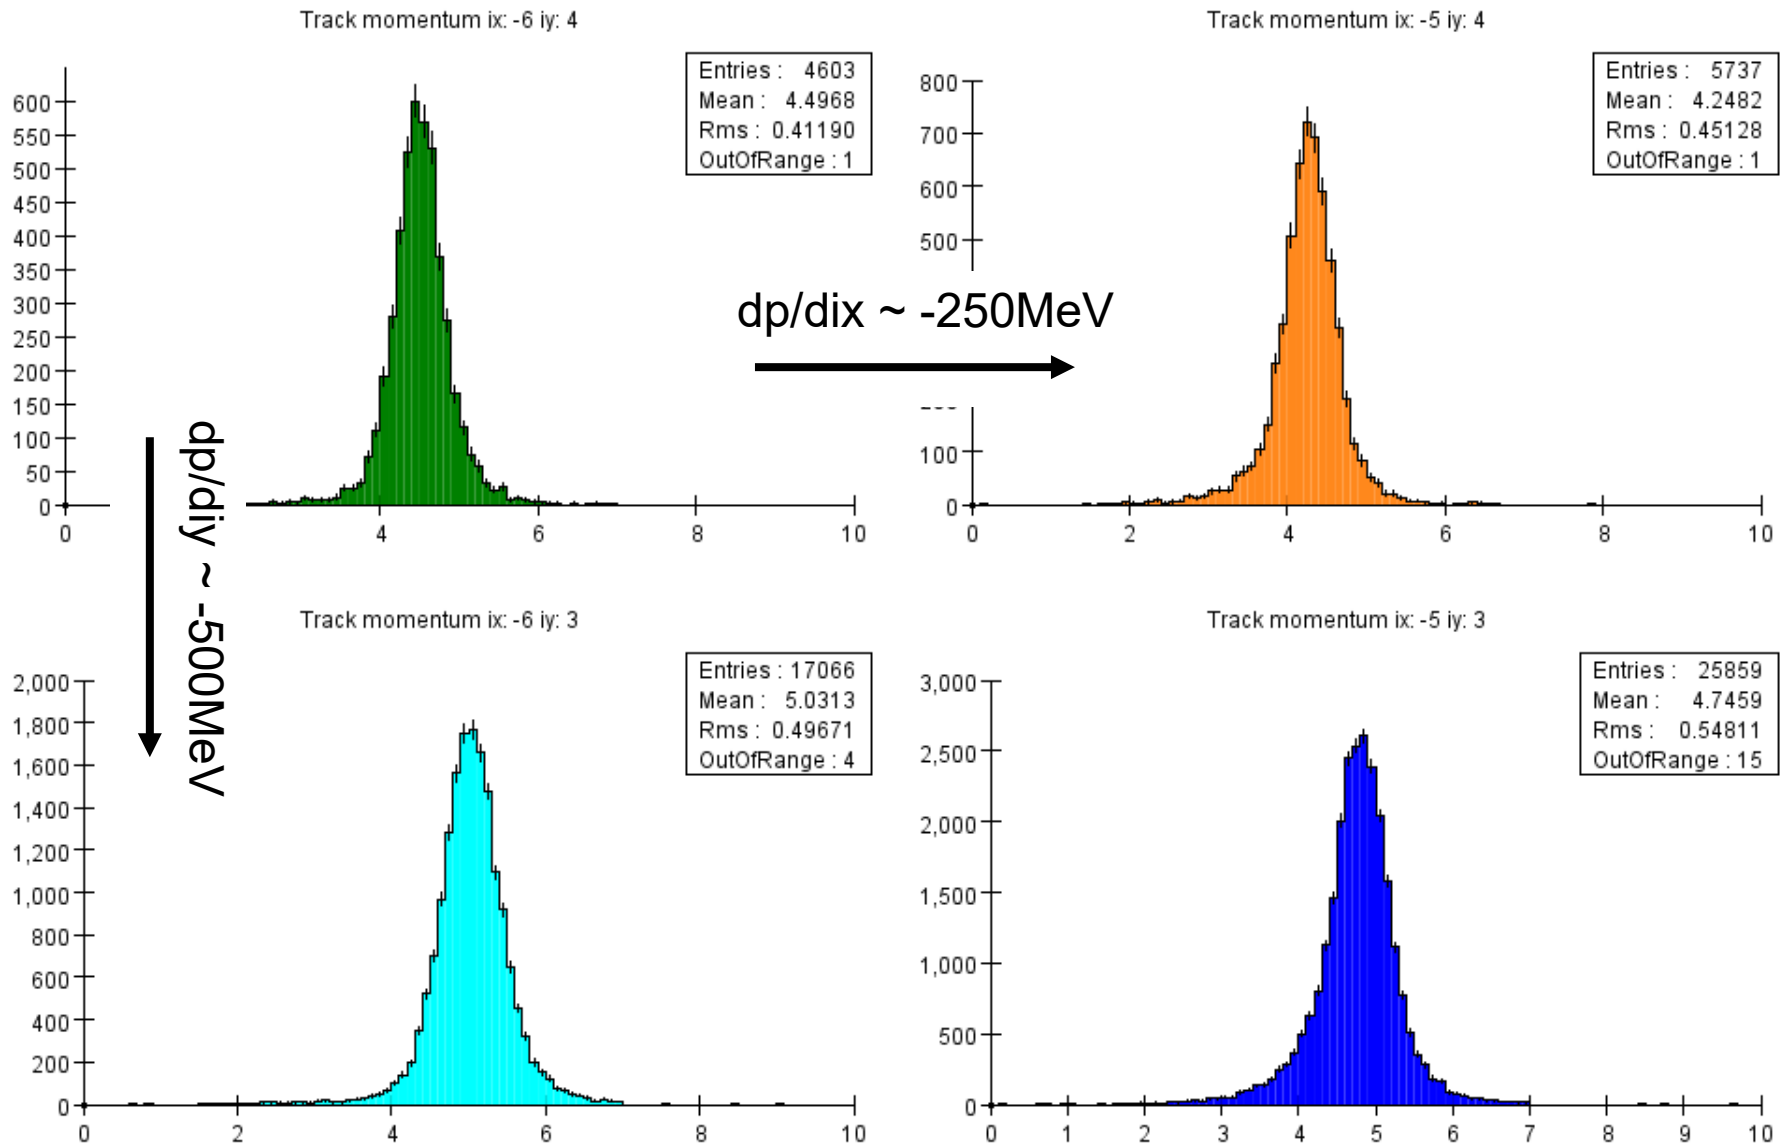 Track momentum ix: -6 iy: 4
Entries : 4603
Mean : 4.4968
Rms : 0.41190
OutOfRange : 1
600
550
500
450
400
350
300
250
200
150
100
50
0
0 4 6 8 10
Track momentum ix: -5 iy: 4
Entries : 5737
Mean : 4.2482
Rms : 0.45128
OutOfRange : 1
800
700
600
500
100
0
0 2 4 6 8 10
dp/dix ~ -250MeV
dp/diy ~ -500MeV
Track momentum ix: -6 iy: 3
Entries : 17066
Mean : 5.0313
Rms : 0.49671
OutOfRange : 4
2,000
1,800
1,600
1,400
1,200
1,000
800
600
400
200
0
0 2 4 6 8 10
Track momentum ix: -5 iy: 3
Entries : 25859
Mean : 4.7459
Rms : 0.54811
OutOfRange : 15
3,000
2,500
2,000
1,500
1,000
500
0
0 1 2 3 4 5 6 7 8 9 10